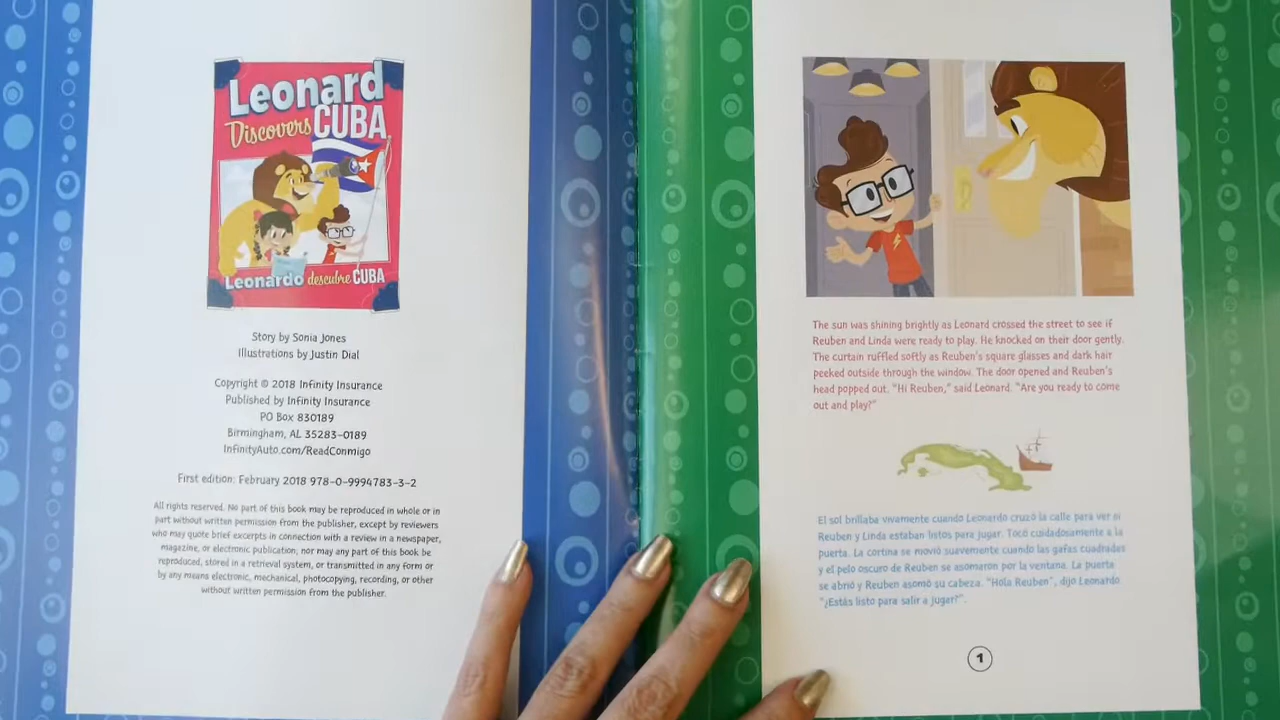 Leonard
Discovers CUBA
Leonardo descubre CUBA
Story by Sonia Jones
Illustrations by Justin Dial
Copyright © 2018 Infinity Insurance
Published by Infinity Insurance
PO Box 830189
Birmingham, AL 35283-0189
InfinityAuto.com/ReadConmigo
First edition: February 2018 978-0-9994783-3-2
All rights reserved. No part of this book may be reproduced in whole or in
part without written permission from the publisher, except by reviewers
who may quote brief excerpts in connection with a review in a newspaper,
magazine, or electronic publication; nor may any part of this book be
reproduced, stored in a retrieval system, or transmitted in any form or
by any means electronic, mechanical, photocopying, recording, or other
without written permission from the publisher.
The sun was shining brightly as Leonard crossed the street to see if
Reuben and Linda were ready to play. He knocked on their door gently.
The curtain ruffled softly as Reuben's square glasses and dark hair
peeked outside through the window. The door opened and Reuben's
head popped out. "Hi Reuben," said Leonard. "Are you ready to come
out and play?"
El sol brillaba vivamente cuando Leonardo cruzó la calle para ver si
Reuben y Linda estaban listos para jugar. Tocó cuidadosamente a la
puerta. La cortina se movió suavemente cuando las gafas cuadradas
y el pelo oscuro de Reuben se asomaron por la ventana. La puerta
se abrió y Reuben asomó su cabeza. "Hola Reuben", dijo Leonardo
"¿Estás listo para salir a jugar?".
1